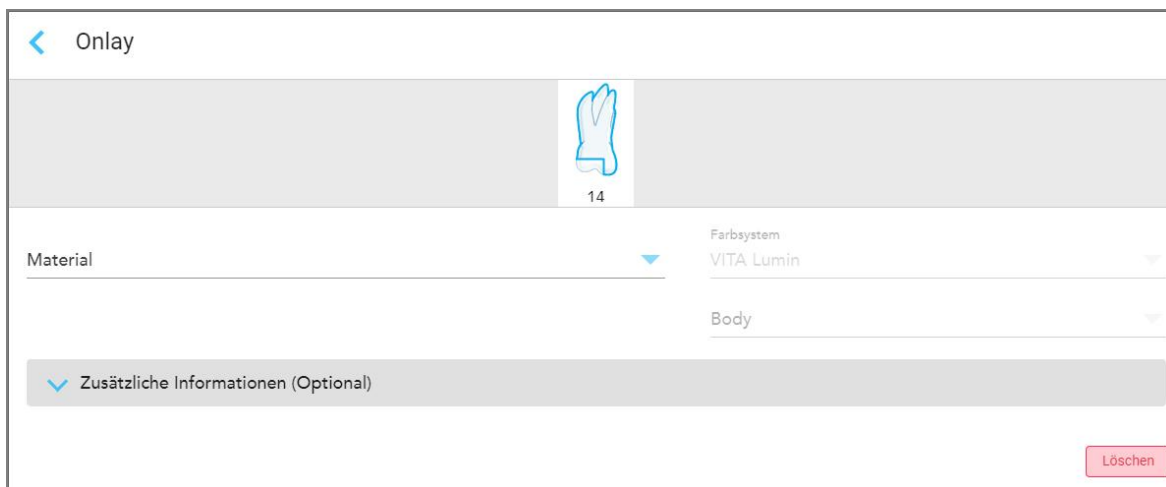 Onlay
14
Material
Farbsystem
VITA Lumin
Body
Zusätzliche Informationen (Optional)
Löschen